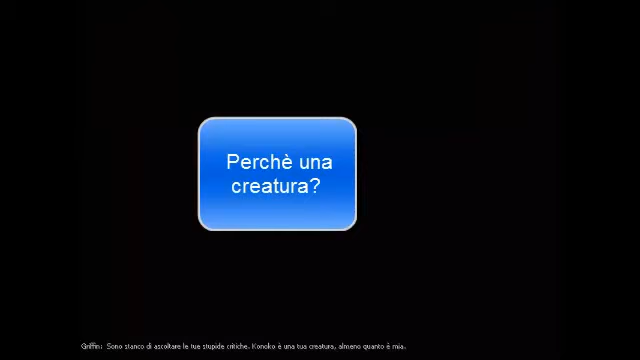 Perchè una
creatura?
Griffin: Sono stanco di ascoltare le tue stupide critiche. Konoko è una tua creatura, almeno quanto è mia.